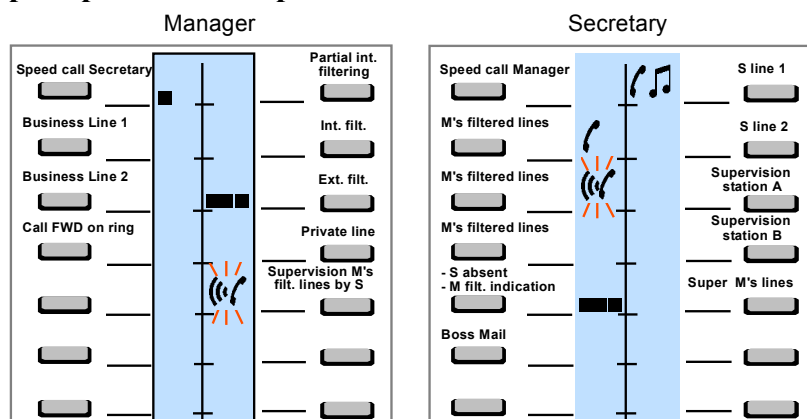 Manager
Secretary
Speed call Secretary
Partial int.
filtering
Business Line 1
Int. filt.
Business Line 2
Ext. filt.
Call FWD on ring
Private line
Supervision M's
filt. lines by S
Speed call Manager
S line 1
M's filtered lines
S line 2
M's filtered lines
Supervision
station A
M's filtered lines
Supervision
station B
- S absent
- M filt. indication
Super M's lines
Boss Mail